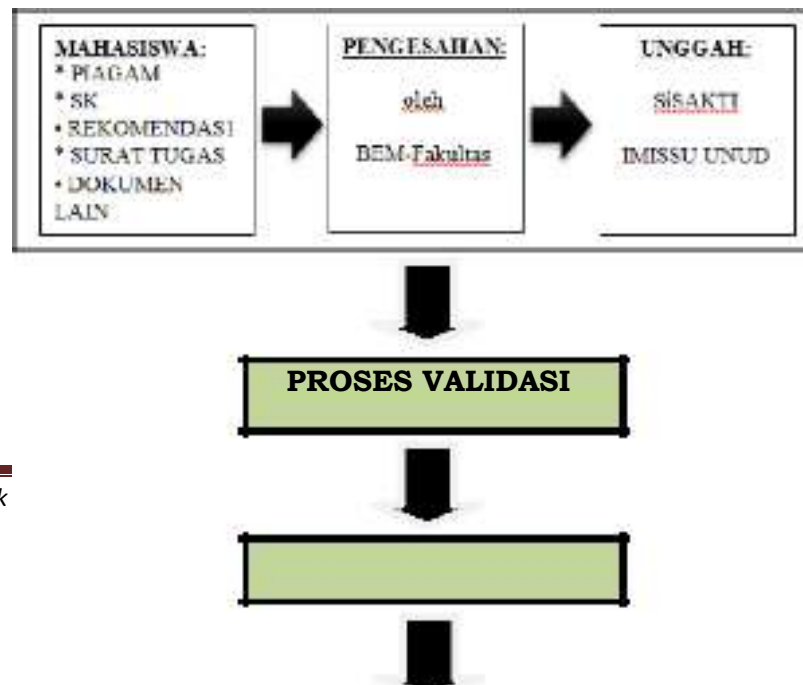 MAHASISWA:
* PIAGAM
* SK
• REKOMENDASI
* SURAT TUGAS
• DOKUMEN
LAIN
PENGESAHAN:
oleh
BEM-Fakultas
UNGGAH:
SiSAKTI
IMISSU UNUD
PROSES VALIDASI
k